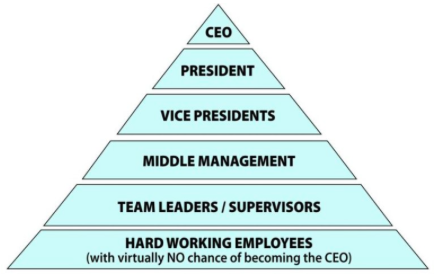 CEO
PRESIDENT
VICE PRESIDENTS
MIDDLE MANAGEMENT
TEAM LEADERS / SUPERVISORS
HARD WORKING EMPLOYEES
(with virtually NO chance of becoming the CEO)